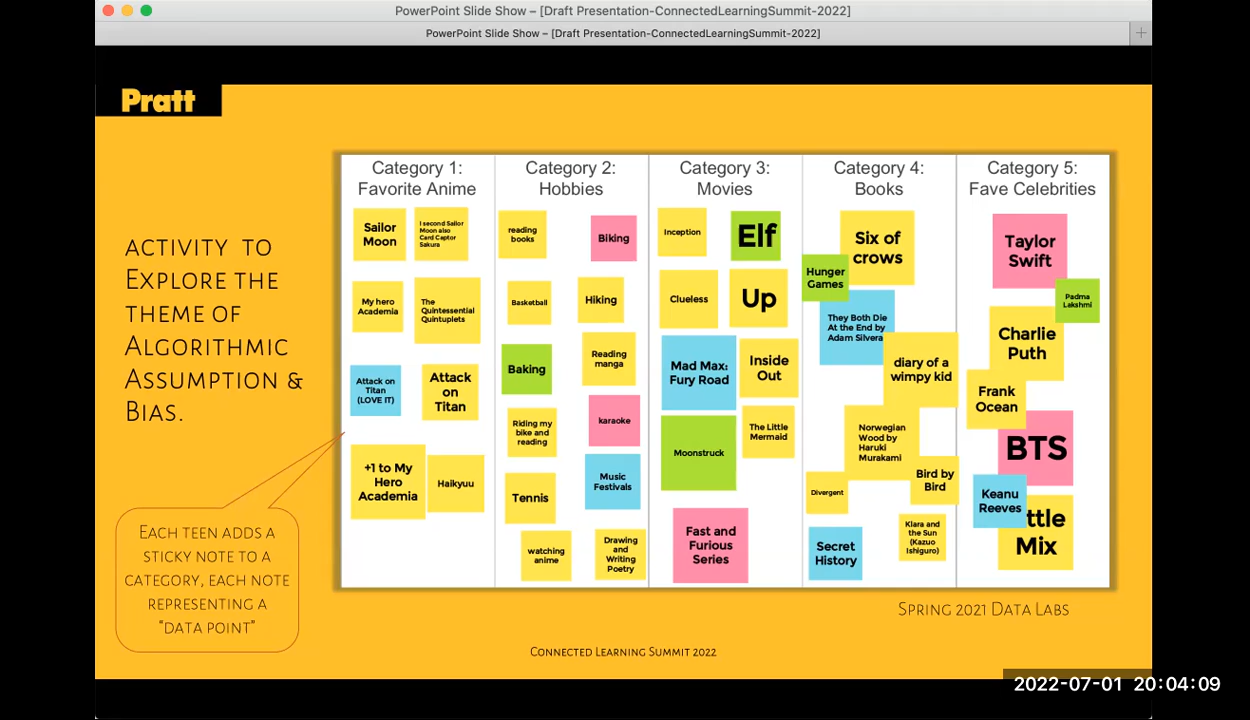 PowerPoint Slide Show – [Draft Presentation-ConnectedLearningSummit-2022]
PowerPoint Slide Show – [Draft Presentation-ConnectedLearningSummit-2022]
Pratt
ACTIVITY TO
EXPLORE THE
THEME OF
ALGORITHMIC
ASSUMPTION &
BIAS.
EACH TEEN ADDS A
STICKY NOTE TO A
CATEGORY, EACH NOTE
REPRESENTING A
“DATA POINT”
Category 1:
Favorite Anime
Sailor
Moon
I second Sailor
Moon also
Card Captor
Sakura
My hero
Academia
The
Quintessential
Quintuplets
Attack on
Titan
(LOVE IT)
Attack
on
Titan
+1 to My
Hero
Academia
Haikyuu
Category 2:
Hobbies
reading
books
Biking
Basketball
Hiking
Baking
Reading
manga
Riding my
bike and
reading
karaoke
Tennis
Music
Festivals
watching
anime
Drawing
and
Writing
Poetry
Category 3:
Movies
Inception
Elf
Clueless
Up
Mad Max:
Fury Road
Inside
Out
Moonstruck
The Little
Mermaid
Fast and
Furious
Series
Category 4:
Books
Six of
crows
Hunger
Games
They Both Die
At the End by
Adam Silvera
diary of a
wimpy kid
Norwegian
Wood by
Haruki
Murakami
Bird by
Bird
Divergent
Secret
History
Klara and
the Sun
(Kazuo
Ishiguro)
Category 5:
Fave Celebrities
Taylor
Swift
Padma
Lakshmi
Charlie
Puth
Frank
Ocean
BTS
Keanu
Reeves
ttle
Mix
SPRING 2021 DATA LABS
CONNECTED LEARNING SUMMIT 2022
2022-07-01 20:04:09